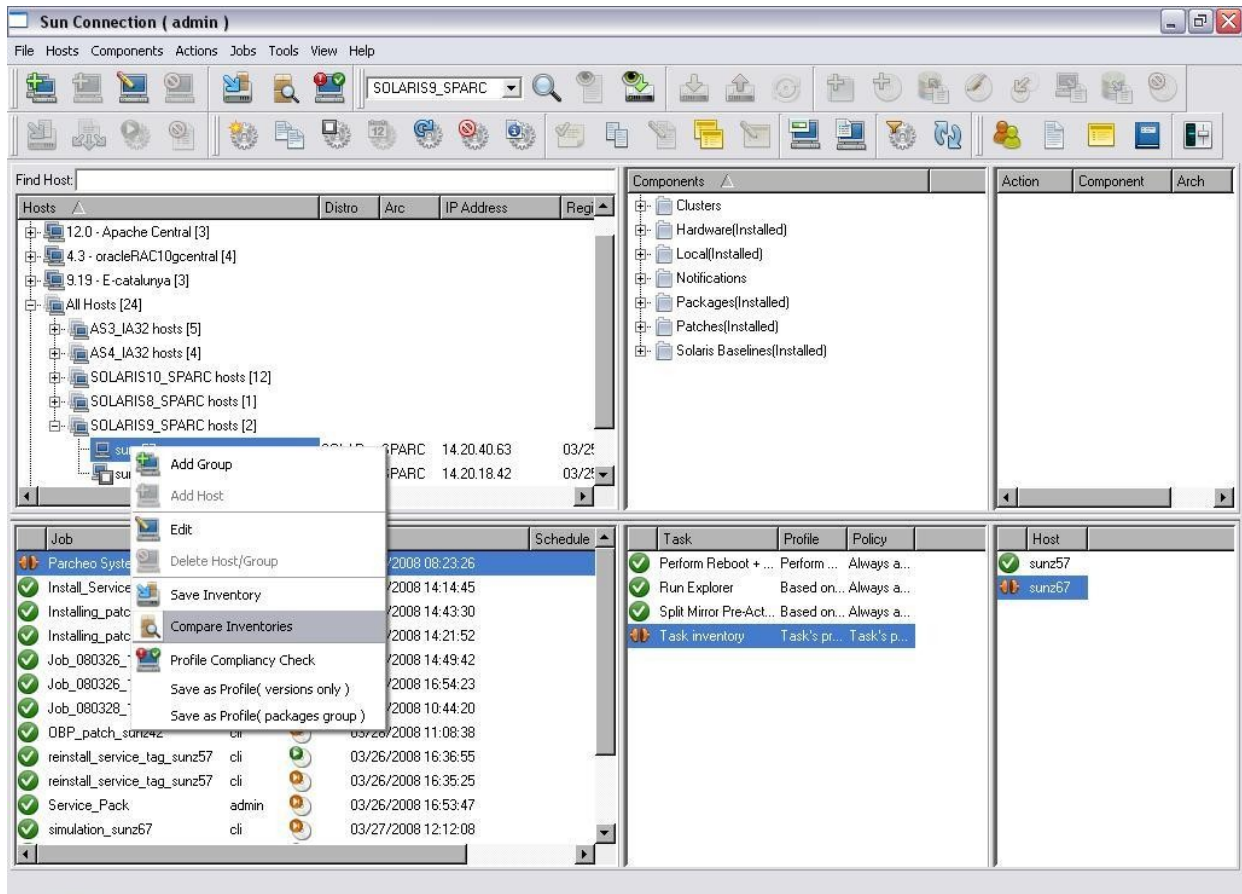 Sun Connection ( admin )
File Hosts Components Actions Jobs Tools View Help
SOLARIS9_SPARC
12
Find Host:
Hosts Distro Arc IP Address Regi
12.0 - Apache Central [3]
4.3 - oracleRAC10gcentral [4]
9.19 - E-catalunya [3]
All Hosts [24]
AS3_IA32 hosts [5]
AS4_IA32 hosts [4]
SOLARIS10_SPARC hosts [12]
SOLARIS8_SPARC hosts [1]
SOLARIS9_SPARC hosts [2]
SPARC 14.20.40.63 03/25
SPARC 14.20.18.42 03/25
Components
Clusters
Hardware(Installed)
Local(Installed)
Notifications
Packages(Installed)
Patches(Installed)
Solaris Baselines(Installed)
Action Component Arch
Add Group
Add Host
Edit
Delete Host/Group
Save Inventory
Compare Inventories
Profile Compliancy Check
Save as Profile( versions only )
Save as Profile( packages group )
Job Schedule
Parcheo Syste /2008 08:23:26
Install_Service /2008 14:14:45
Installing_patc /2008 14:43:30
Installing_patc /2008 14:21:52
Job_080326_ /2008 14:49:42
Job_080326_ /2008 16:54:23
Job_080328_ /2008 10:44:20
OBP_patch_sunz42 cli 03/28/2008 11:08:38
reinstall_service_tag_sunz57 cli 03/26/2008 16:36:55
reinstall_service_tag_sunz57 cli 03/26/2008 16:35:25
Service_Pack admin 03/26/2008 16:53:47
simulation_sunz67 cli 03/27/2008 12:12:08
Task Profile Policy
Perform Reboot + ... Perform ... Always a...
Run Explorer Based on... Always a...
Split Mirror Pre-Act... Based on... Always a...
Task inventory Task's pr... Task's p...
Host
sunz57
sunz67